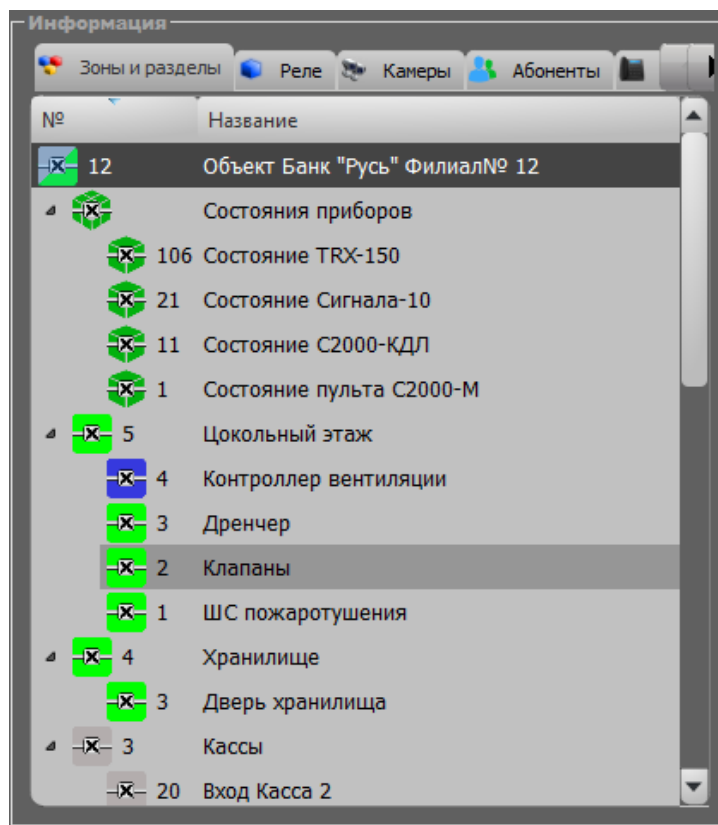 Информация
Зоны и разделы Реле Камеры Абоненты
№ Название
12 Объект Банк "Русь" Филиал№ 12
Состояния приборов
106 Состояние TRX-150
21 Состояние Сигнала-10
11 Состояние С2000-КДЛ
1 Состояние пульта С2000-М
5 Цокольный этаж
4 Контроллер вентиляции
3 Дренчер
2 Клапаны
1 ШС пожаротушения
4 Хранилище
3 Дверь хранилища
3 Кассы
20 Вход Касса 2